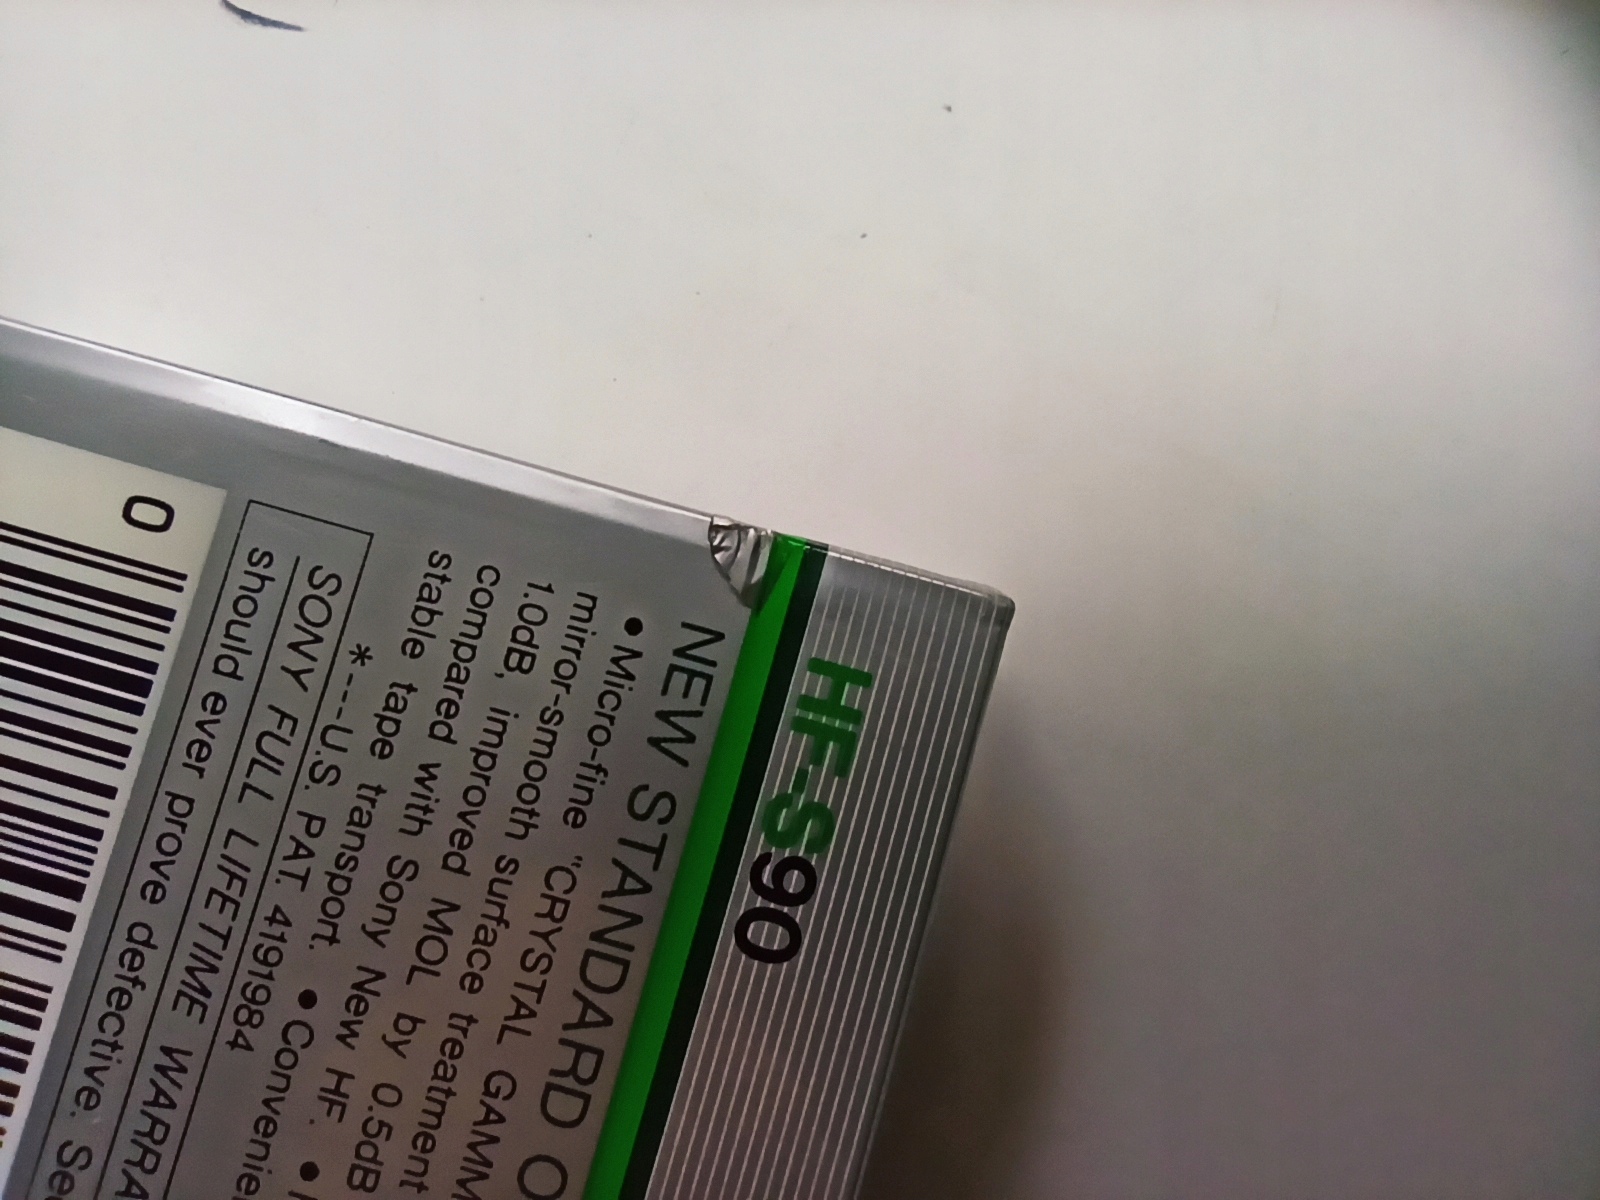 HF-S90
NEW STANDARD O
• Micro-fine "CRYSTAL GAMM
mirror-smooth surface treatment
1.0dB, improved MOL by 0.5dB
compared with Sony New HF. •
stable tape transport. • Convenie
*---U.S. PAT. 4191984
SONY FULL LIFETIME WARRA
should ever prove defective. Se
0